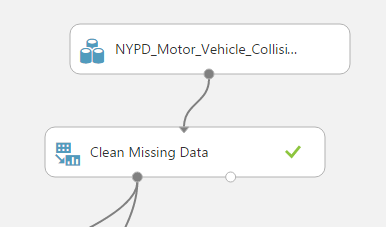 NYPD_Motor_Vehicle_Collisi...
Clean Missing Data